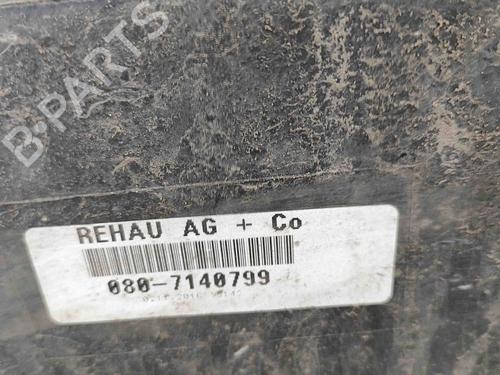 B-PARTS
REHAU AG + Co
080-7140799